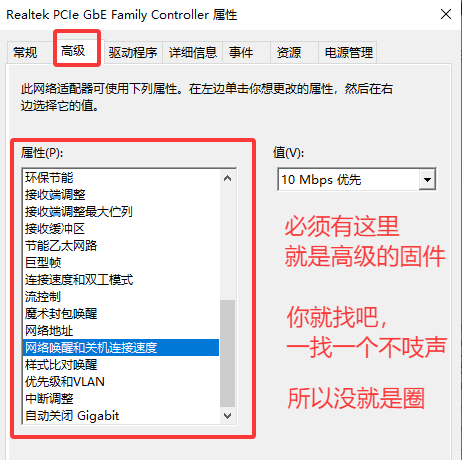 Realtek PCIe GbE Family Controller 属性
常规 高级 驱动程序 详细信息 事件 资源 电源管理
此网络适配器可使用下列属性。在左边单击你想更改的属性，然后在右
边选择它的值。
属性(P):
值(V):
环保节能
10 Mbps 优先
接收端调整
接收端调整最大伫列
接收缓冲区
节能乙太网路
巨型帧
连接速度和双工模式
流控制
魔术封包唤醒
网络地址
网络唤醒和关机连接速度
样式比对唤醒
优先级和VLAN
中断调整
自动关闭 Gigabit
必须有这里
就是高级的固件
你就找吧，
一找一个不吱声
所以没就是圈